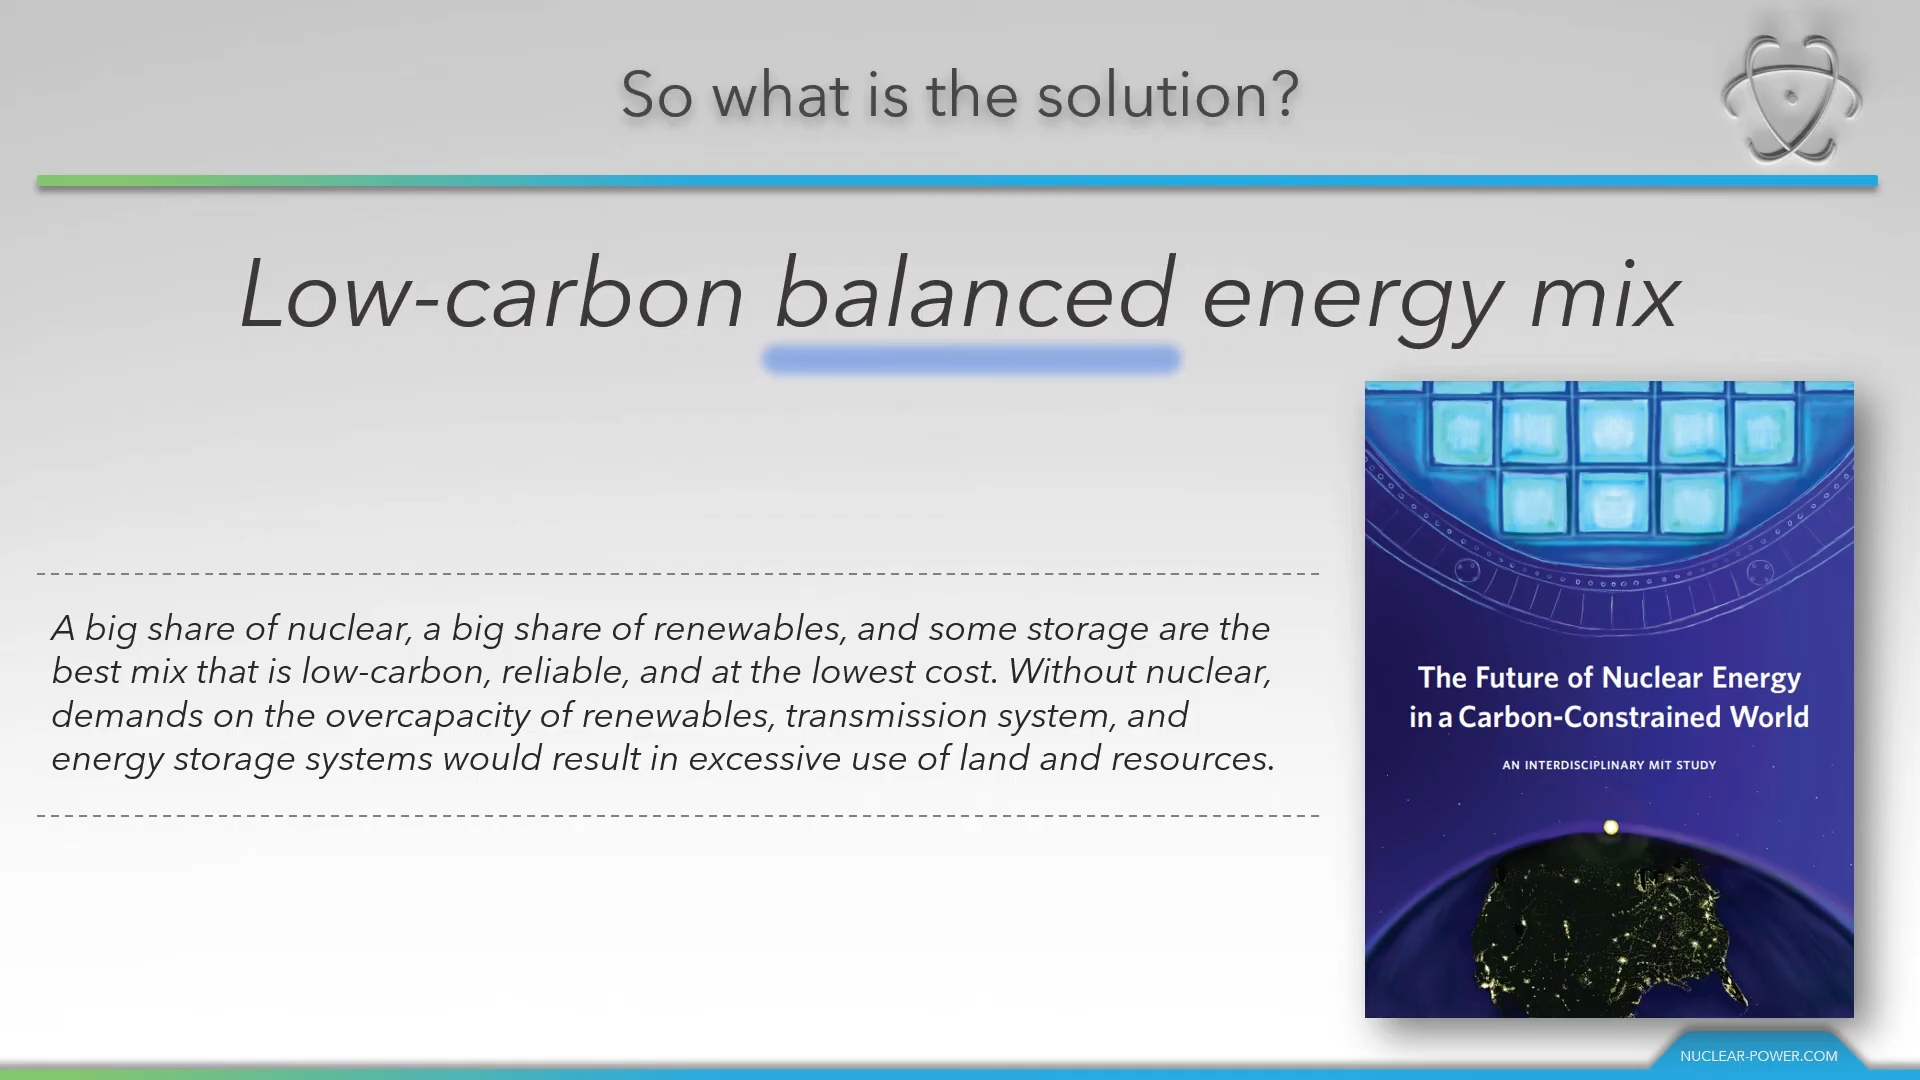 So what is the solution?
Low-carbon balanced energy mix
A big share of nuclear, a big share of renewables, and some storage are the
best mix that is low-carbon, reliable, and at the lowest cost. Without nuclear,
demands on the overcapacity of renewables, transmission system, and
energy storage systems would result in excessive use of land and resources.
The Future of Nuclear Energy
in a Carbon-Constrained World
AN INTERDISCIPLINARY MIT STUDY
NUCLEAR-POWER.COM